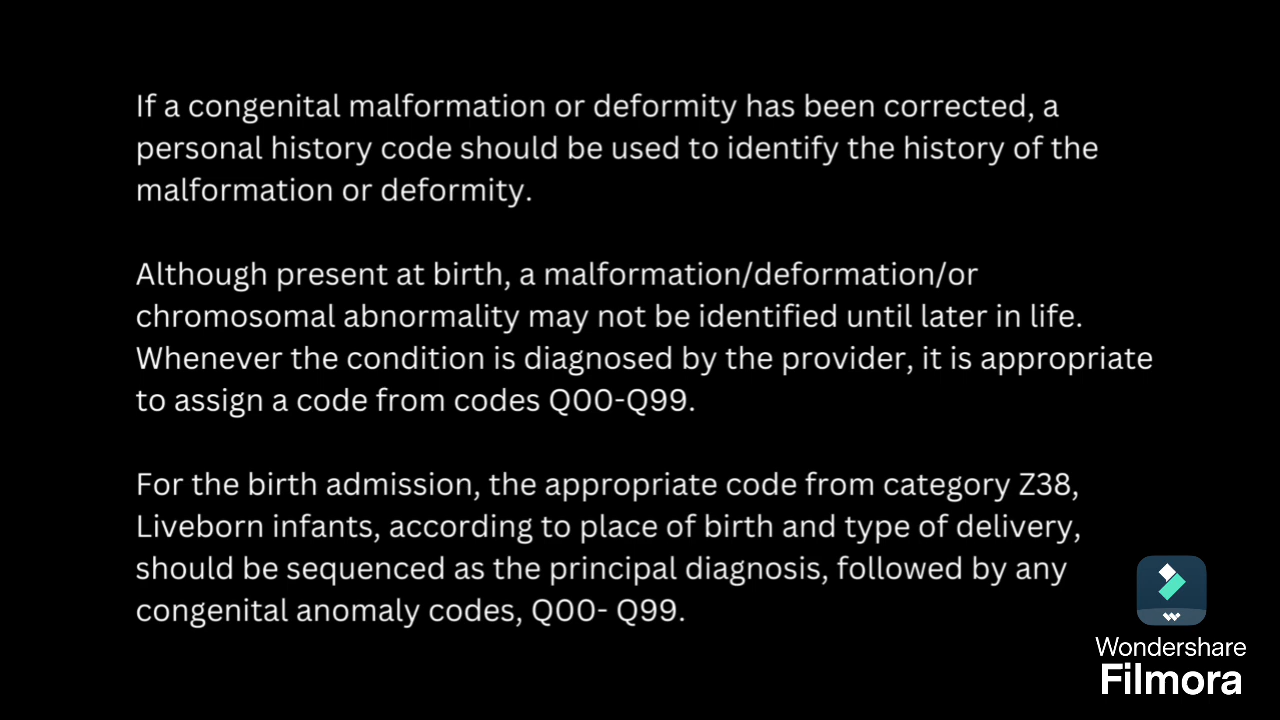 If a congenital malformation or deformity has been corrected, a
personal history code should be used to identify the history of the
malformation or deformity.
Although present at birth, a malformation/deformation/or
chromosomal abnormality may not be identified until later in life.
Whenever the condition is diagnosed by the provider, it is appropriate
to assign a code from codes Q00-Q99.
For the birth admission, the appropriate code from category Z38,
Liveborn infants, according to place of birth and type of delivery,
should be sequenced as the principal diagnosis, followed by any
congenital anomaly codes, Q00- Q99.
Wondershare
Filmora